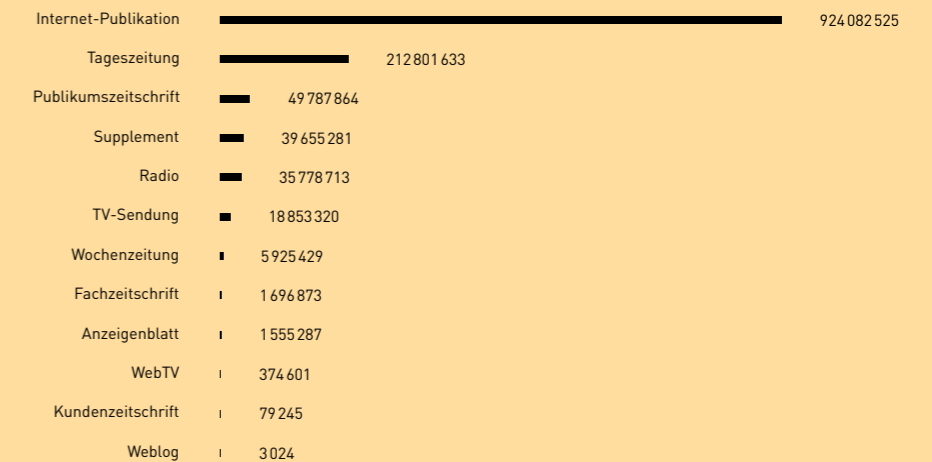 Internet-Publikation 924 082 525
Tageszeitung 212 801 633
Publikumszeitschrift 49 787 864
Supplement 39 655 281
Radio 35 778 713
TV-Sendung 18 853 320
Wochenzeitung 5 925 429
Fachzeitschrift 1 696 873
Anzeigenblatt 1 555 287
WebTV 374 601
Kundenzeitschrift 79 245
Weblog 3 024